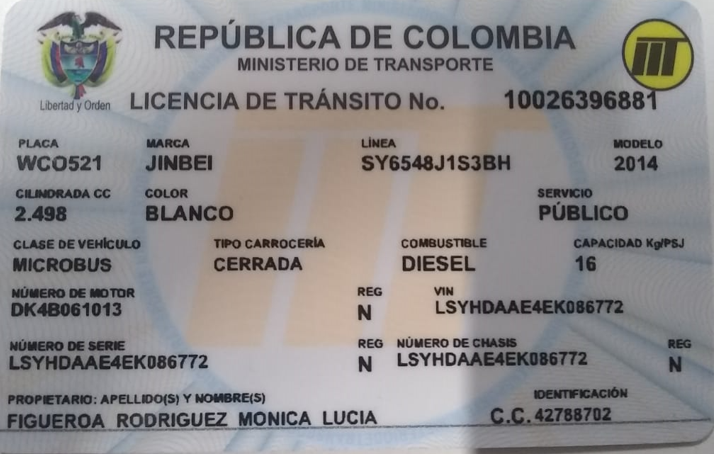 REPÚBLICA DE COLOMBIA
MINISTERIO DE TRANSPORTE
Libertad y Orden
LICENCIA DE TRÁNSITO No. 10026396881
PLACA MARCA LÍNEA MODELO
WCO521 JINBEI SY6548J1S3BH 2014
CILINDRADA CC COLOR SERVICIO
2.498 BLANCO PÚBLICO
CLASE DE VEHÍCULO TIPO CARROCERÍA COMBUSTIBLE CAPACIDAD Kg/PSJ
MICROBUS CERRADA DIESEL 16
NÚMERO DE MOTOR REG VIN
DK4B061013 N LSYHDAAE4EK086772
NÚMERO DE SERIE REG NÚMERO DE CHASIS REG
LSYHDAAE4EK086772 N LSYHDAAE4EK086772 N
PROPIETARIO: APELLIDO(S) Y NOMBRE(S) IDENTIFICACIÓN
FIGUEROA RODRIGUEZ MONICA LUCIA C.C. 42788702